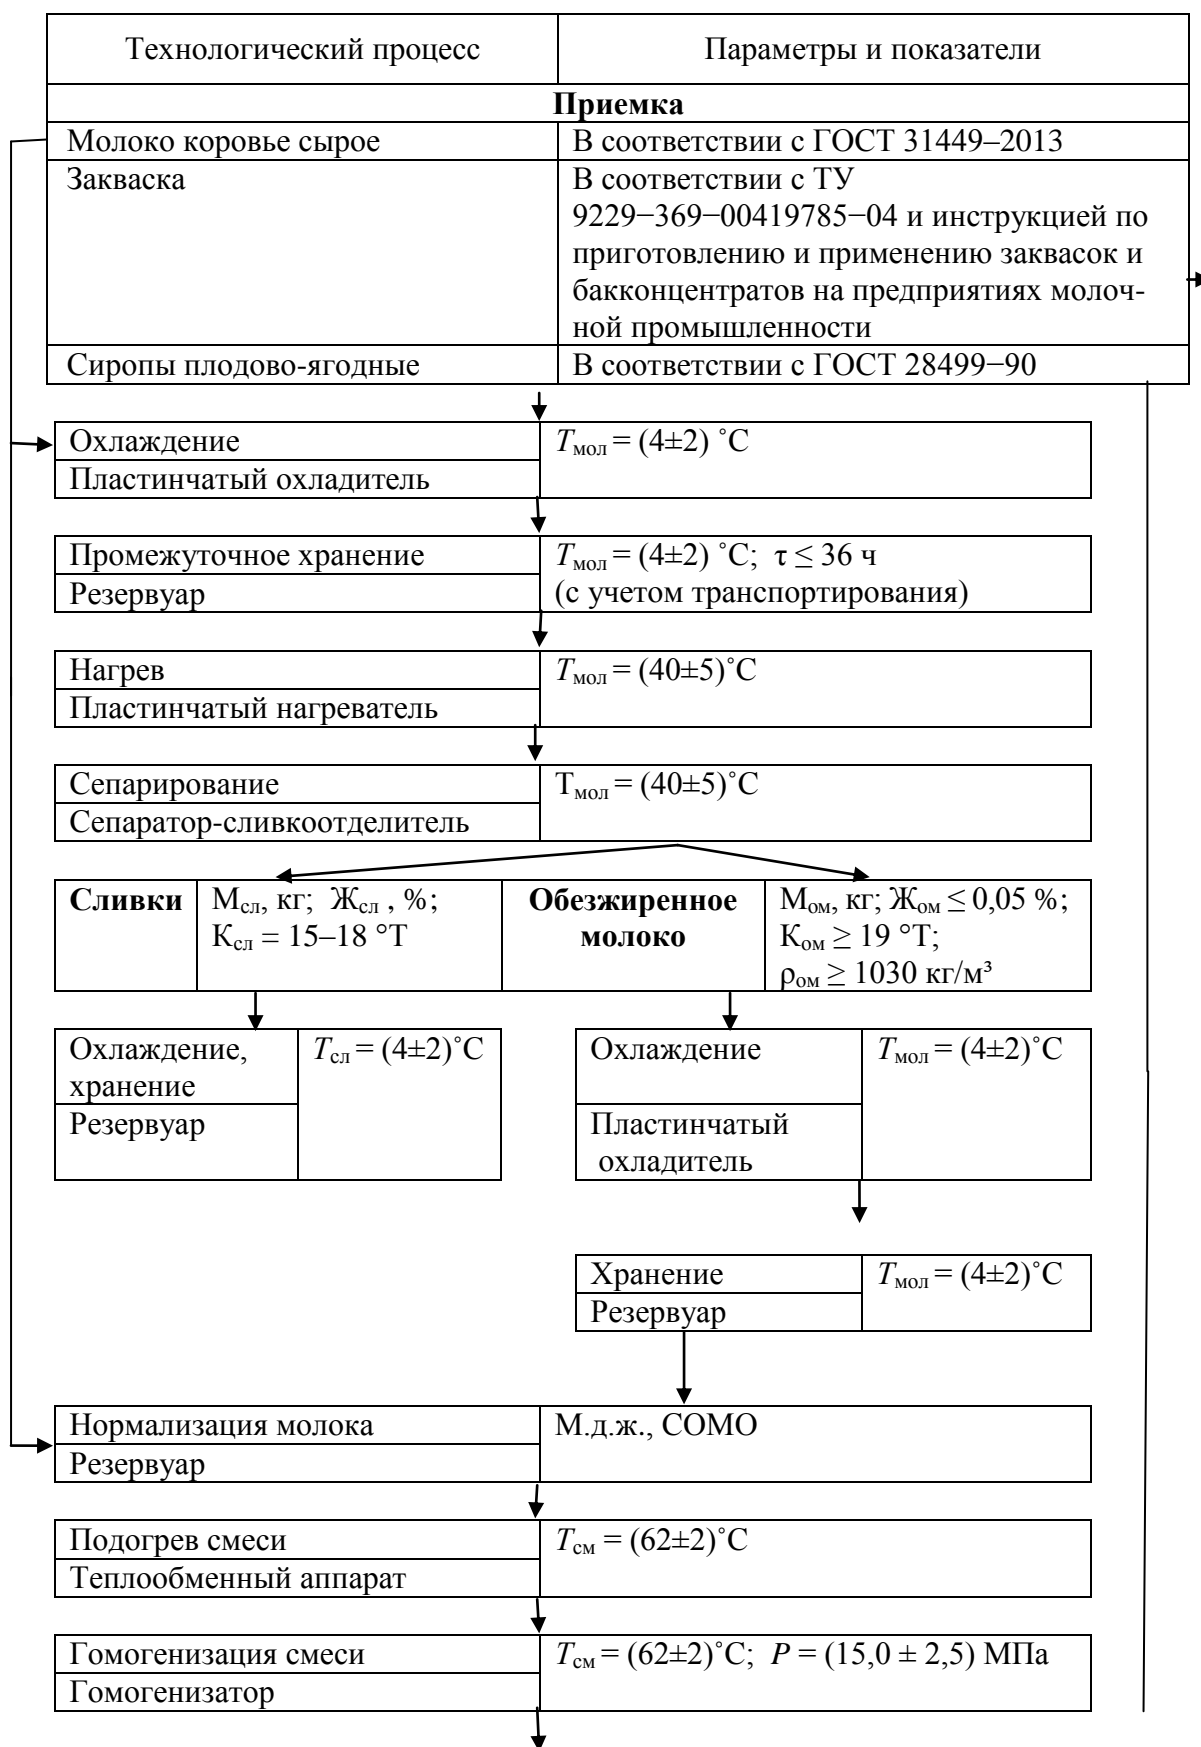 Технологический процесс
Параметры и показатели
Приемка
Молоко коровье сырое
В соответствии с ГОСТ 31449–2013
Закваска
В соответствии с ТУ
9229−369−00419785−04 и инструкцией по
приготовлению и применению заквасок и
бакконцентратов на предприятиях молоч-
ной промышленности
Сиропы плодово-ягодные
В соответствии с ГОСТ 28499−90
Охлаждение
Tмол = (4±2) ˚С
Пластинчатый охладитель
Промежуточное хранение
Tмол = (4±2) ˚С; τ ≤ 36 ч
(с учетом транспортирования)
Резервуар
Нагрев
Tмол = (40±5)˚С
Пластинчатый нагреватель
Сепарирование
Тмол = (40±5)˚С
Сепаратор-сливкоотделитель
Сливки
Мсл, кг; Жсл , %;
Ксл = 15–18 °Т
Обезжиренное
молоко
Мом, кг; Жом ≤ 0,05 %;
Ком ≥ 19 °Т;
ρом ≥ 1030 кг/м³
Охлаждение,
хранение
Tсл = (4±2)˚С
Резервуар
Охлаждение
Tмол = (4±2)˚С
Пластинчатый
охладитель
Хранение
Tмол = (4±2)˚С
Резервуар
Нормализация молока
М.д.ж., СОМО
Резервуар
Подогрев смеси
Tсм = (62±2)˚С
Теплообменный аппарат
Гомогенизация смеси
Tсм = (62±2)˚С; P = (15,0 ± 2,5) МПа
Гомогенизатор